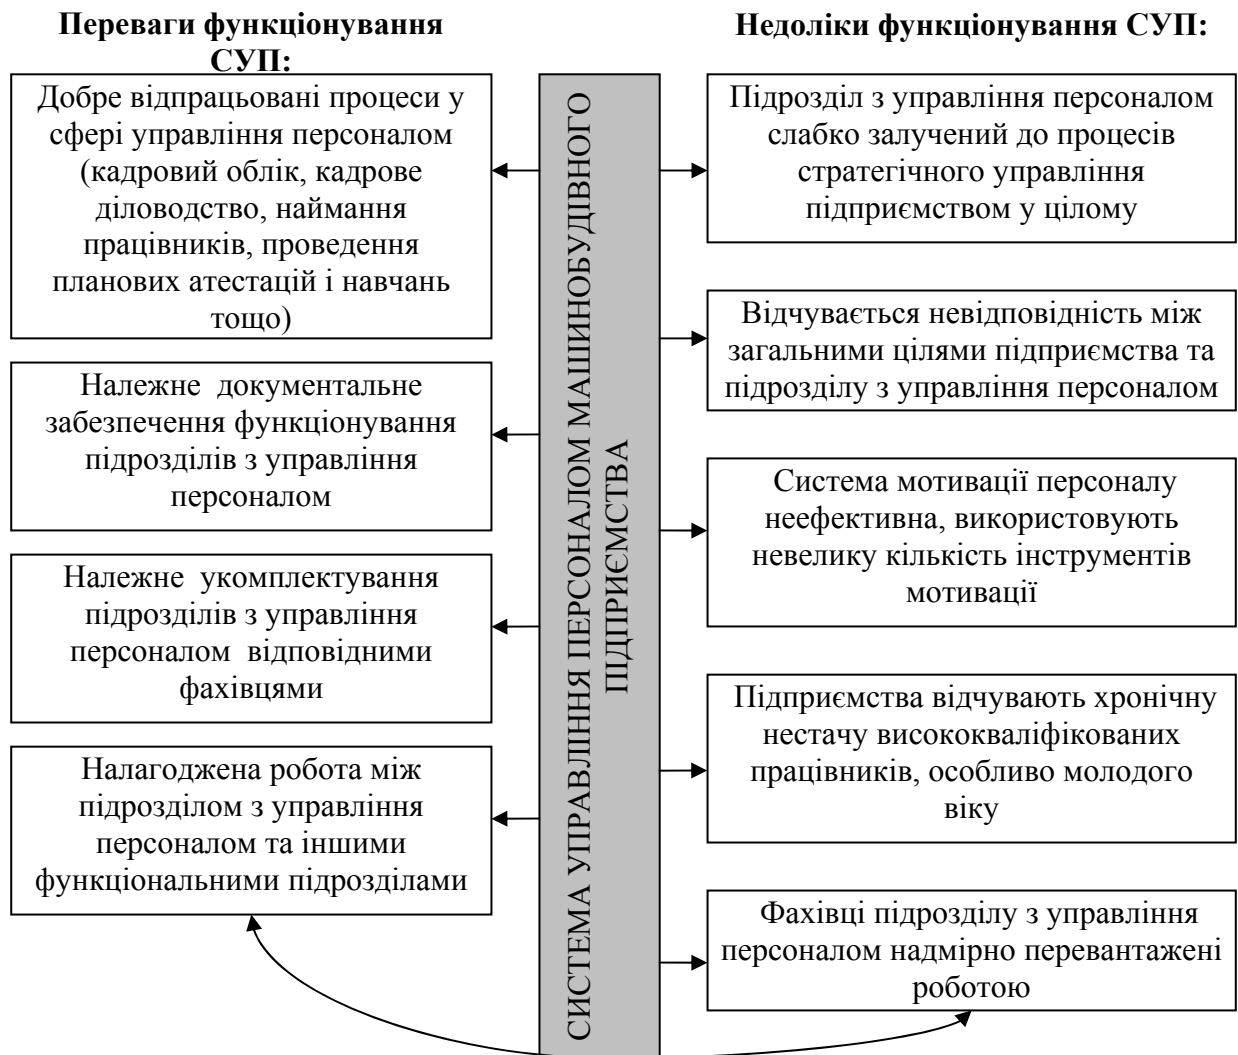 Переваги функціонування
СУП:
Добре відпрацьовані процеси у
сфері управління персоналом
(кадровий облік, кадрове
діловодство, наймання
працівників, проведення
планових атестацій і навчань
тощо)
Належне документальне
забезпечення функціонування
підрозділів з управління
персоналом
Належне укомплектування
підрозділів з управління
персоналом відповідними
фахівцями
Налагоджена робота між
підрозділом з управління
персоналом та іншими
функціональними підрозділами
СИСТЕМА УПРАВЛІННЯ ПЕРСОНАЛОМ МАШИНОБУДІВНОГО
ПІДПРИЄМСТВА
Недоліки функціонування СУП:
Підрозділ з управління персоналом
слабко залучений до процесів
стратегічного управління
підприємством у цілому
Відчувається невідповідність між
загальними цілями підприємства та
підрозділу з управління персоналом
Система мотивації персоналу
неефективна, використовують
невелику кількість інструментів
мотивації
Підприємства відчувають хронічну
нестачу висококваліфікованих
працівників, особливо молодого
віку
Фахівці підрозділу з управління
персоналом надмірно перевантажені
роботою